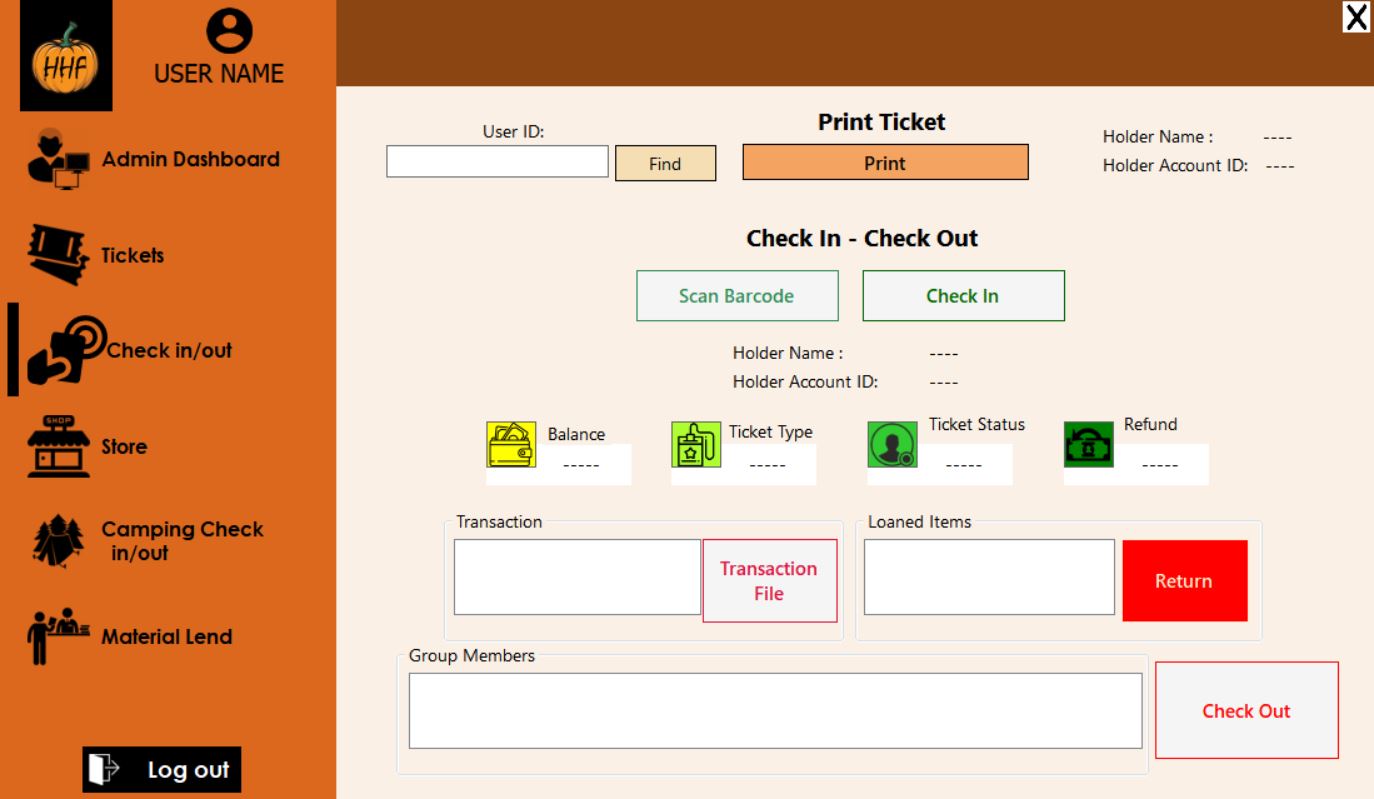 X
HHF
USER NAME
Admin Dashboard
Tickets
Check in/out
SHOP
Store
Camping Check
in/out
Material Lend
Log out
User ID:
Find
Print Ticket
Print
Holder Name : ----
Holder Account ID: ----
Check In - Check Out
Scan Barcode
Check In
Holder Name : ----
Holder Account ID: ----
Balance
-----
Ticket Type
-----
Ticket Status
-----
Refund
-----
Transaction
Transaction
File
Loaned Items
Return
Group Members
Check Out